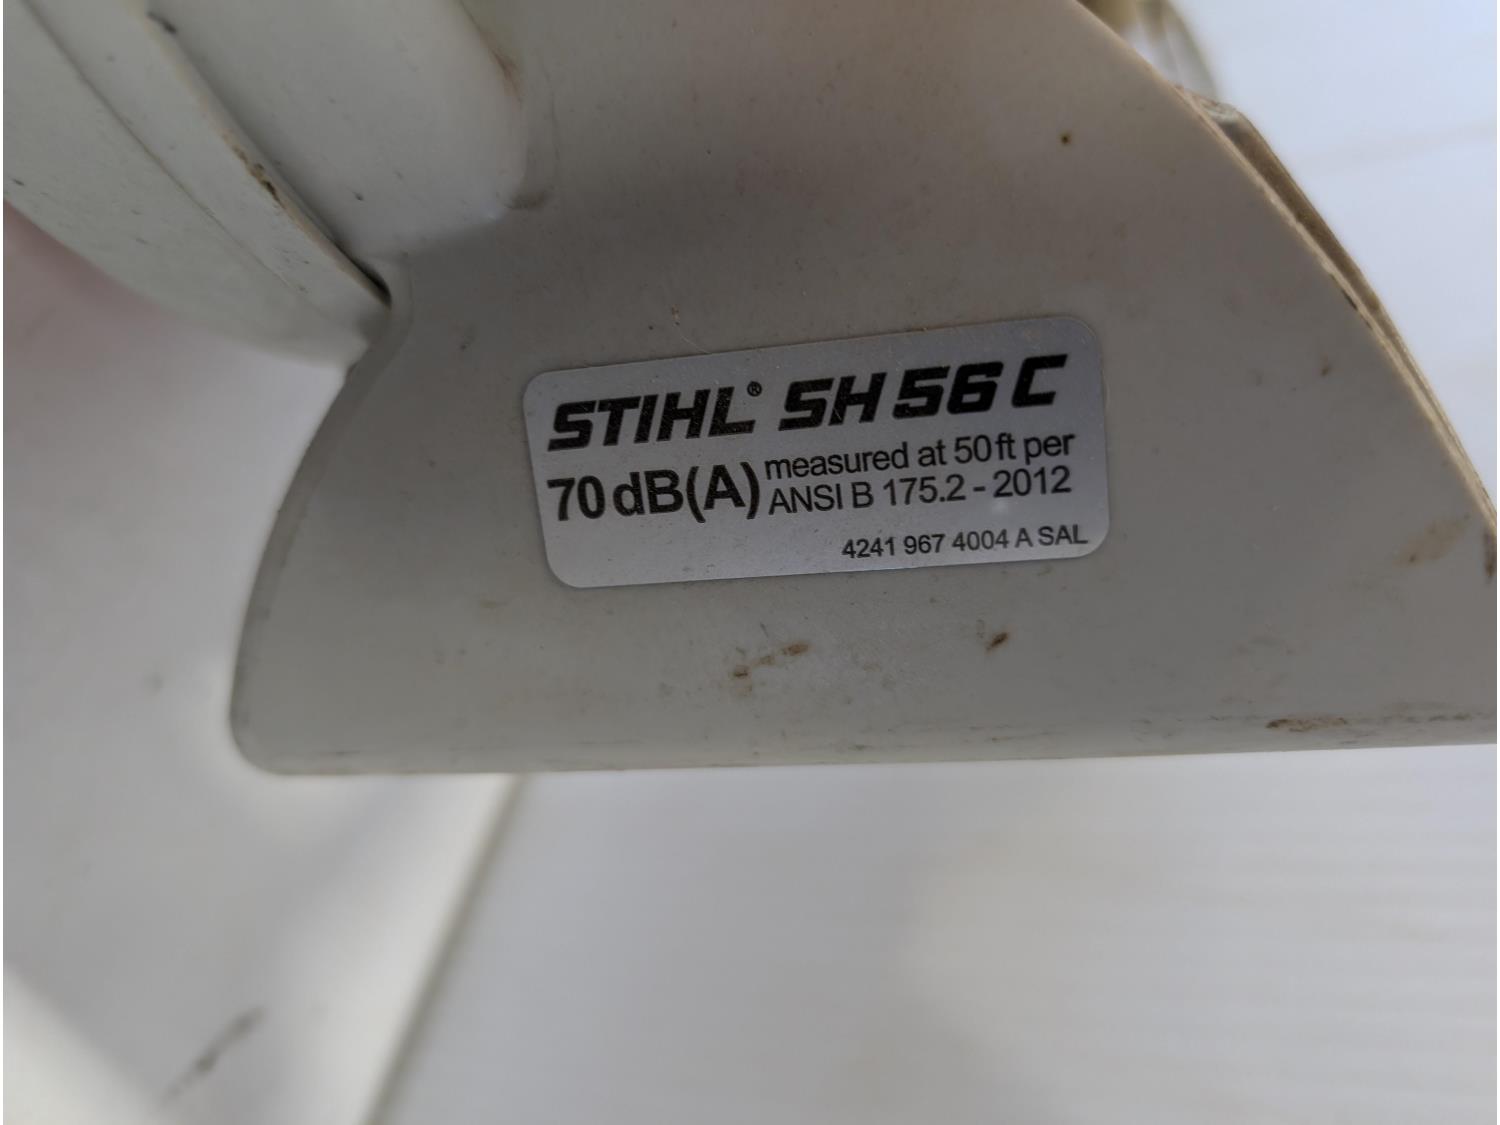 STIHL® SH 56 C
70 dB(A) measured at 50 ft per
ANSI B 175.2 - 2012
4241 967 4004 A SAL